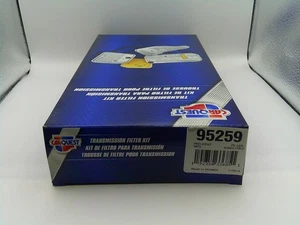 TRANSMISSION FILTER KIT
KIT DE FILTRO PARA TRANSMISIÓN
TROUSSE DE FILTRE POUR TRANSMISSION
CARQUEST
CARQUEST
TRANSMISSION FILTER KIT
KIT DE FILTRO PARA TRANSMISIÓN
TROUSSE DE FILTRE POUR TRANSMISSION
95259